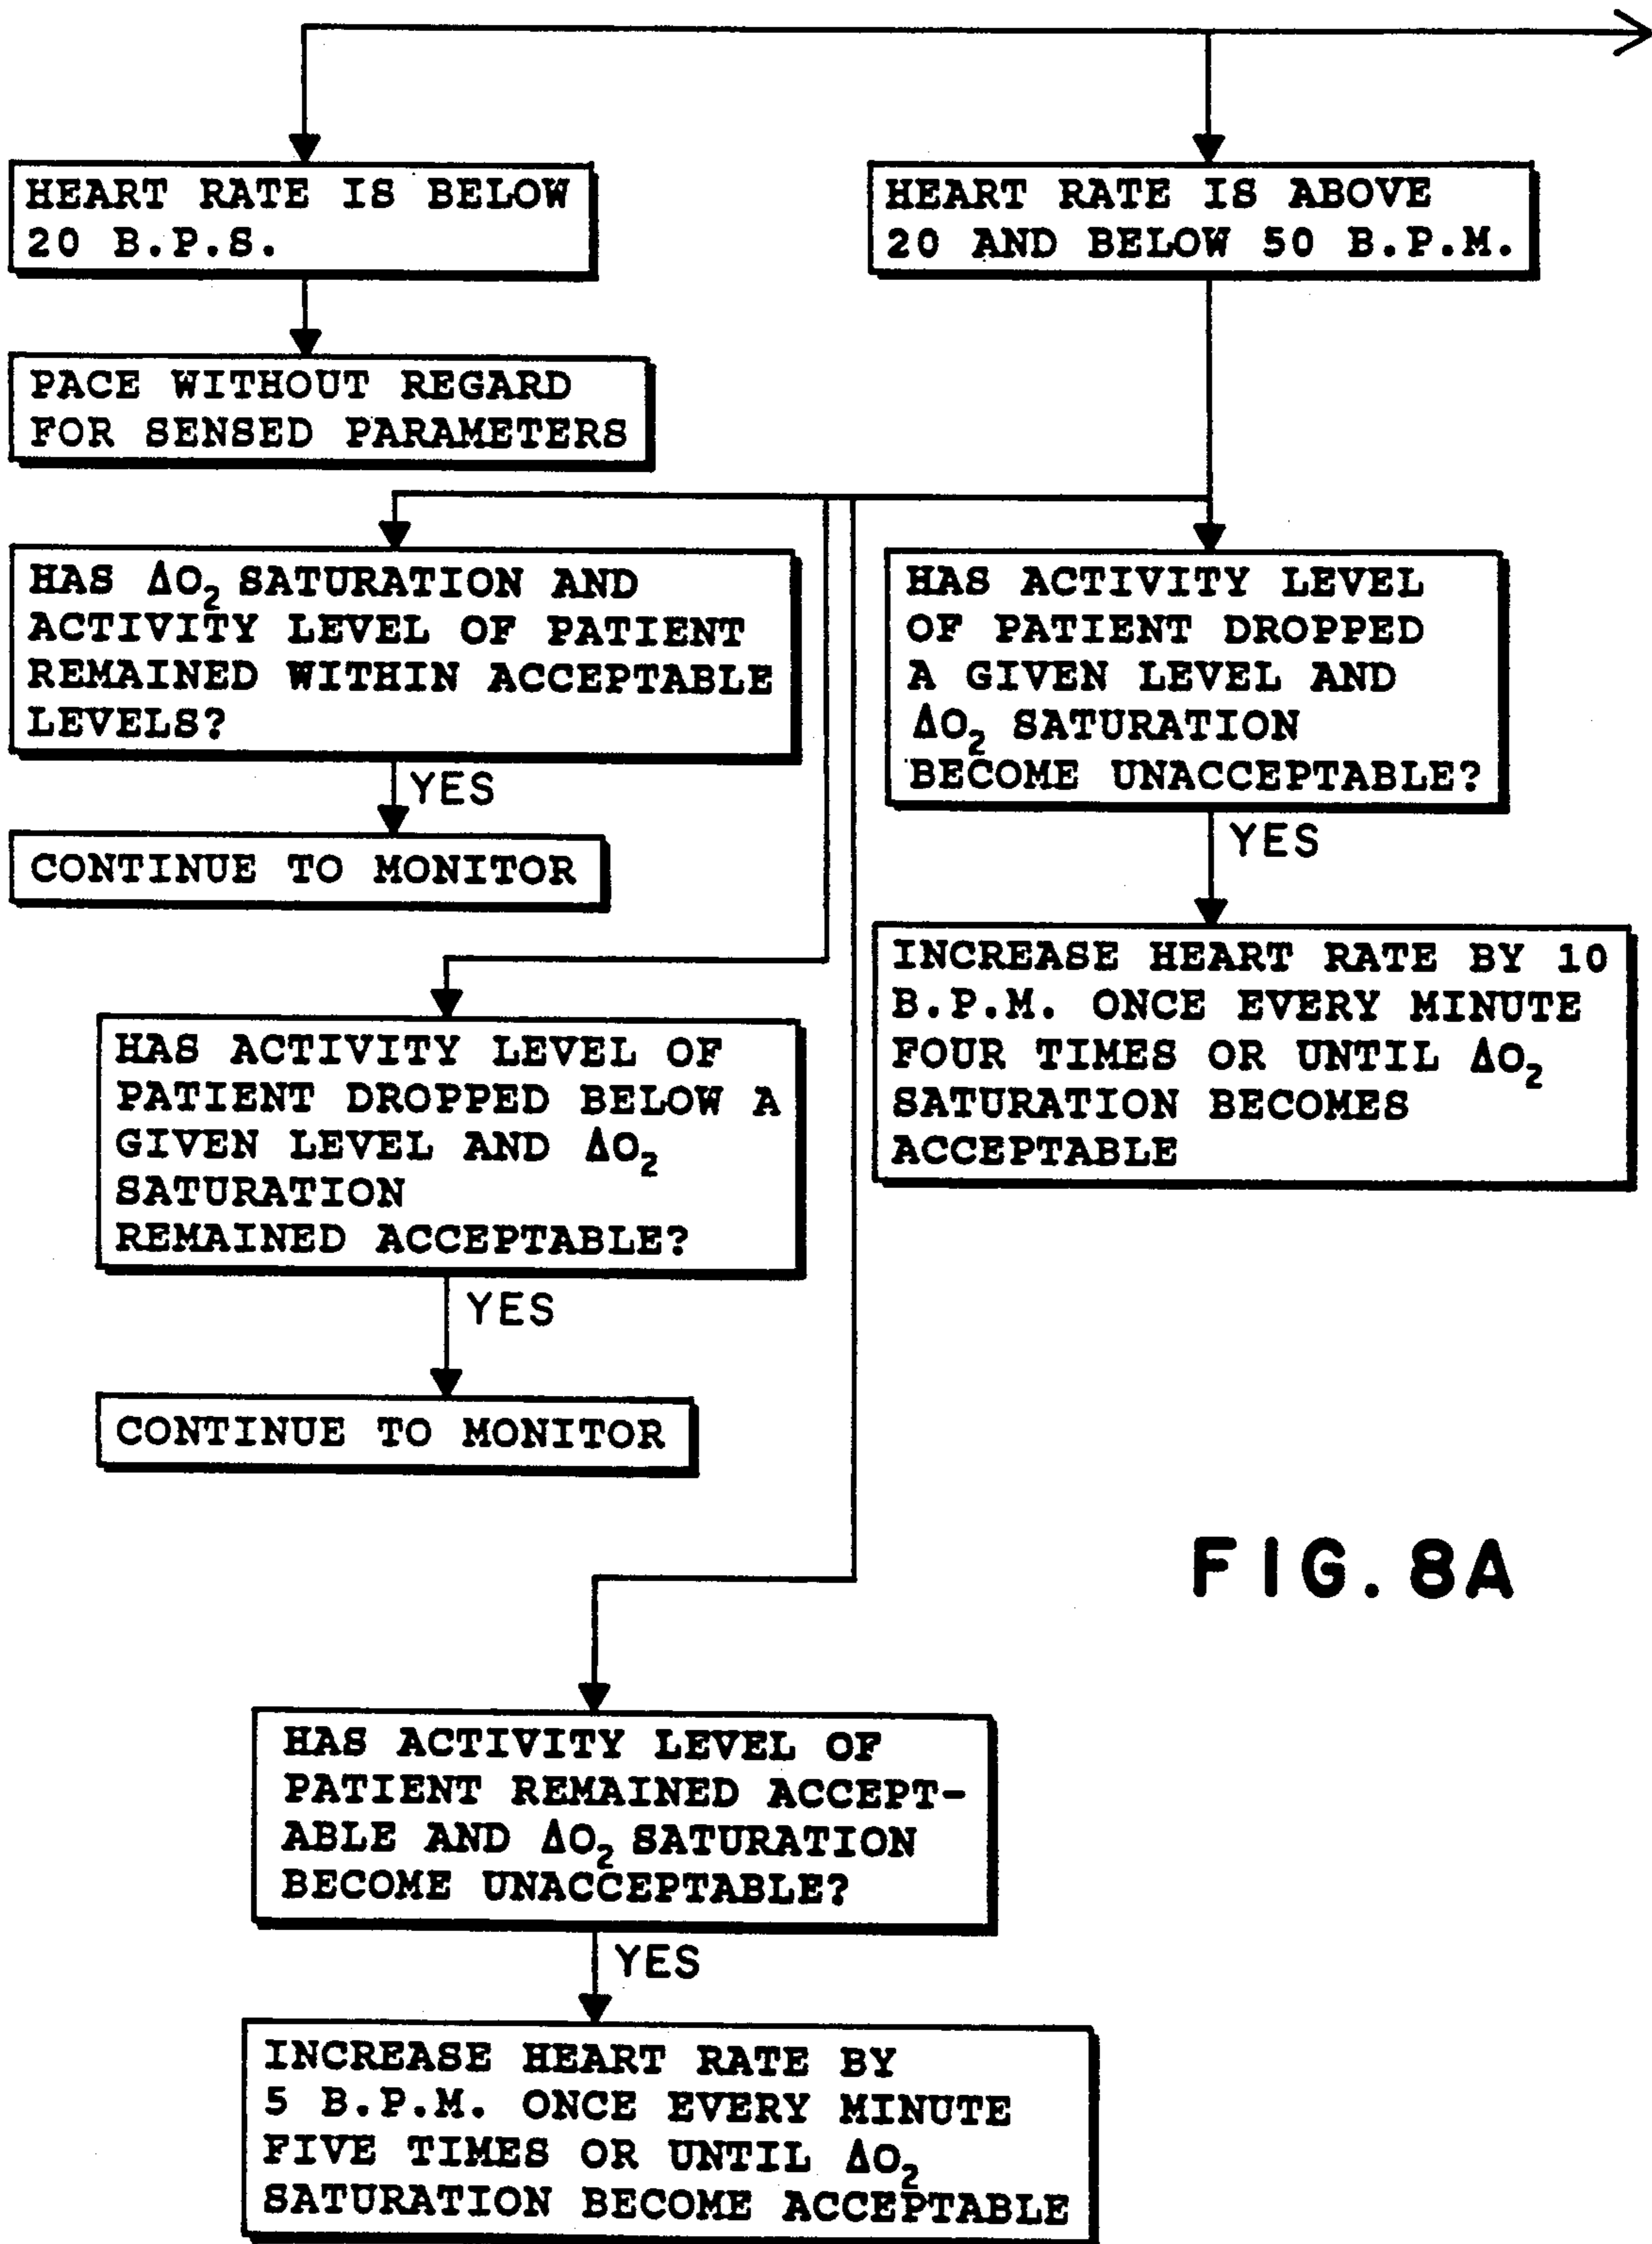 HEART RATE IS BELOW
20 B.P.S.
HEART RATE IS ABOVE
20 AND BELOW 50 B.P.M.
PACE WITHOUT REGARD
FOR SENSED PARAMETERS
HAS ΔO₂ SATURATION AND
ACTIVITY LEVEL OF PATIENT
REMAINED WITHIN ACCEPTABLE
LEVELS?
YES
CONTINUE TO MONITOR
HAS ACTIVITY LEVEL
OF PATIENT DROPPED
A GIVEN LEVEL AND
ΔO₂ SATURATION
BECOME UNACCEPTABLE?
YES
INCREASE HEART RATE BY 10
B.P.M. ONCE EVERY MINUTE
FOUR TIMES OR UNTIL ΔO₂
SATURATION BECOMES
ACCEPTABLE
HAS ACTIVITY LEVEL OF
PATIENT DROPPED BELOW A
GIVEN LEVEL AND ΔO₂
SATURATION
REMAINED ACCEPTABLE?
YES
CONTINUE TO MONITOR
FIG. 8A
HAS ACTIVITY LEVEL OF
PATIENT REMAINED ACCEPT-
ABLE AND ΔO₂ SATURATION
BECOME UNACCEPTABLE?
YES
INCREASE HEART RATE BY
5 B.P.M. ONCE EVERY MINUTE
FIVE TIMES OR UNTIL ΔO₂
SATURATION BECOME ACCEPTABLE